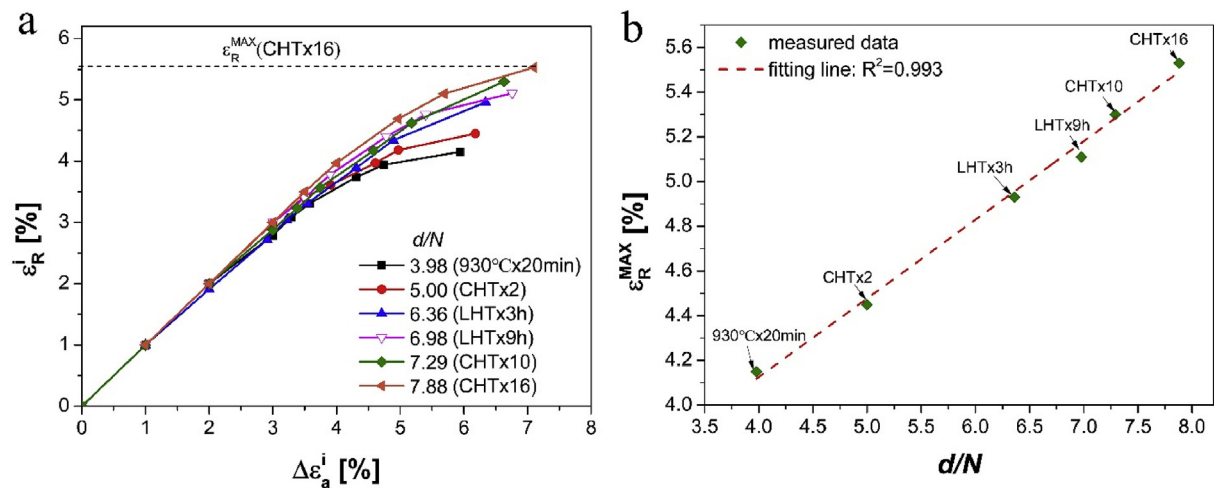 a
6
5
4
3
2
1
0
ε_R^i [%]
ε_R^MAX(CHTx16)
d/N
3.98 (930℃x20min)
5.00 (CHTx2)
6.36 (LHTx3h)
6.98 (LHTx9h)
7.29 (CHTx10)
7.88 (CHTx16)
0 1 2 3 4 5 6 7 8
Δε_a^i [%]
b
5.6
5.4
5.2
5.0
4.8
4.6
4.4
4.2
4.0
ε_R^MAX [%]
measured data
fitting line: R²=0.993
CHTx16
CHTx10
LHTx9h
LHTx3h
CHTx2
930℃x20min
3.5 4.0 4.5 5.0 5.5 6.0 6.5 7.0 7.5 8.0
d/N